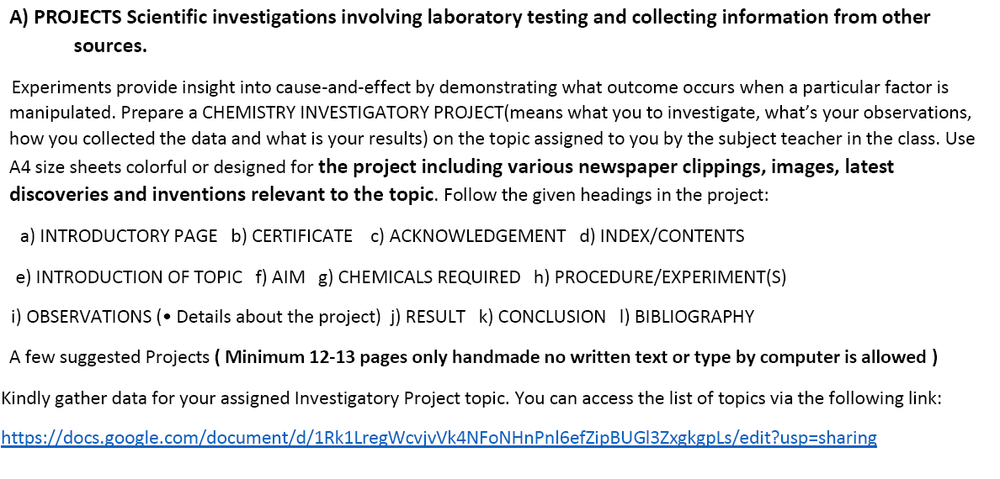 A) PROJECTS Scientific investigations involving laboratory testing and collecting information from other
sources.
Experiments provide insight into cause-and-effect by demonstrating what outcome occurs when a particular factor is
manipulated. Prepare a CHEMISTRY INVESTIGATORY PROJECT(means what you to investigate, what's your observations,
how you collected the data and what is your results) on the topic assigned to you by the subject teacher in the class. Use
A4 size sheets colorful or designed for the project including various newspaper clippings, images, latest
discoveries and inventions relevant to the topic. Follow the given headings in the project:
a) INTRODUCTORY PAGE b) CERTIFICATE c) ACKNOWLEDGEMENT d) INDEX/CONTENTS
e) INTRODUCTION OF TOPIC f) AIM g) CHEMICALS REQUIRED h) PROCEDURE/EXPERIMENT(S)
i) OBSERVATIONS (• Details about the project) j) RESULT k) CONCLUSION l) BIBLIOGRAPHY
A few suggested Projects ( Minimum 12-13 pages only handmade no written text or type by computer is allowed )
Kindly gather data for your assigned Investigatory Project topic. You can access the list of topics via the following link:
https://docs.google.com/document/d/1Rk1LregWcvjvVk4NFoNHnPnl6efZipBUGl3ZxgkgpLs/edit?usp=sharing